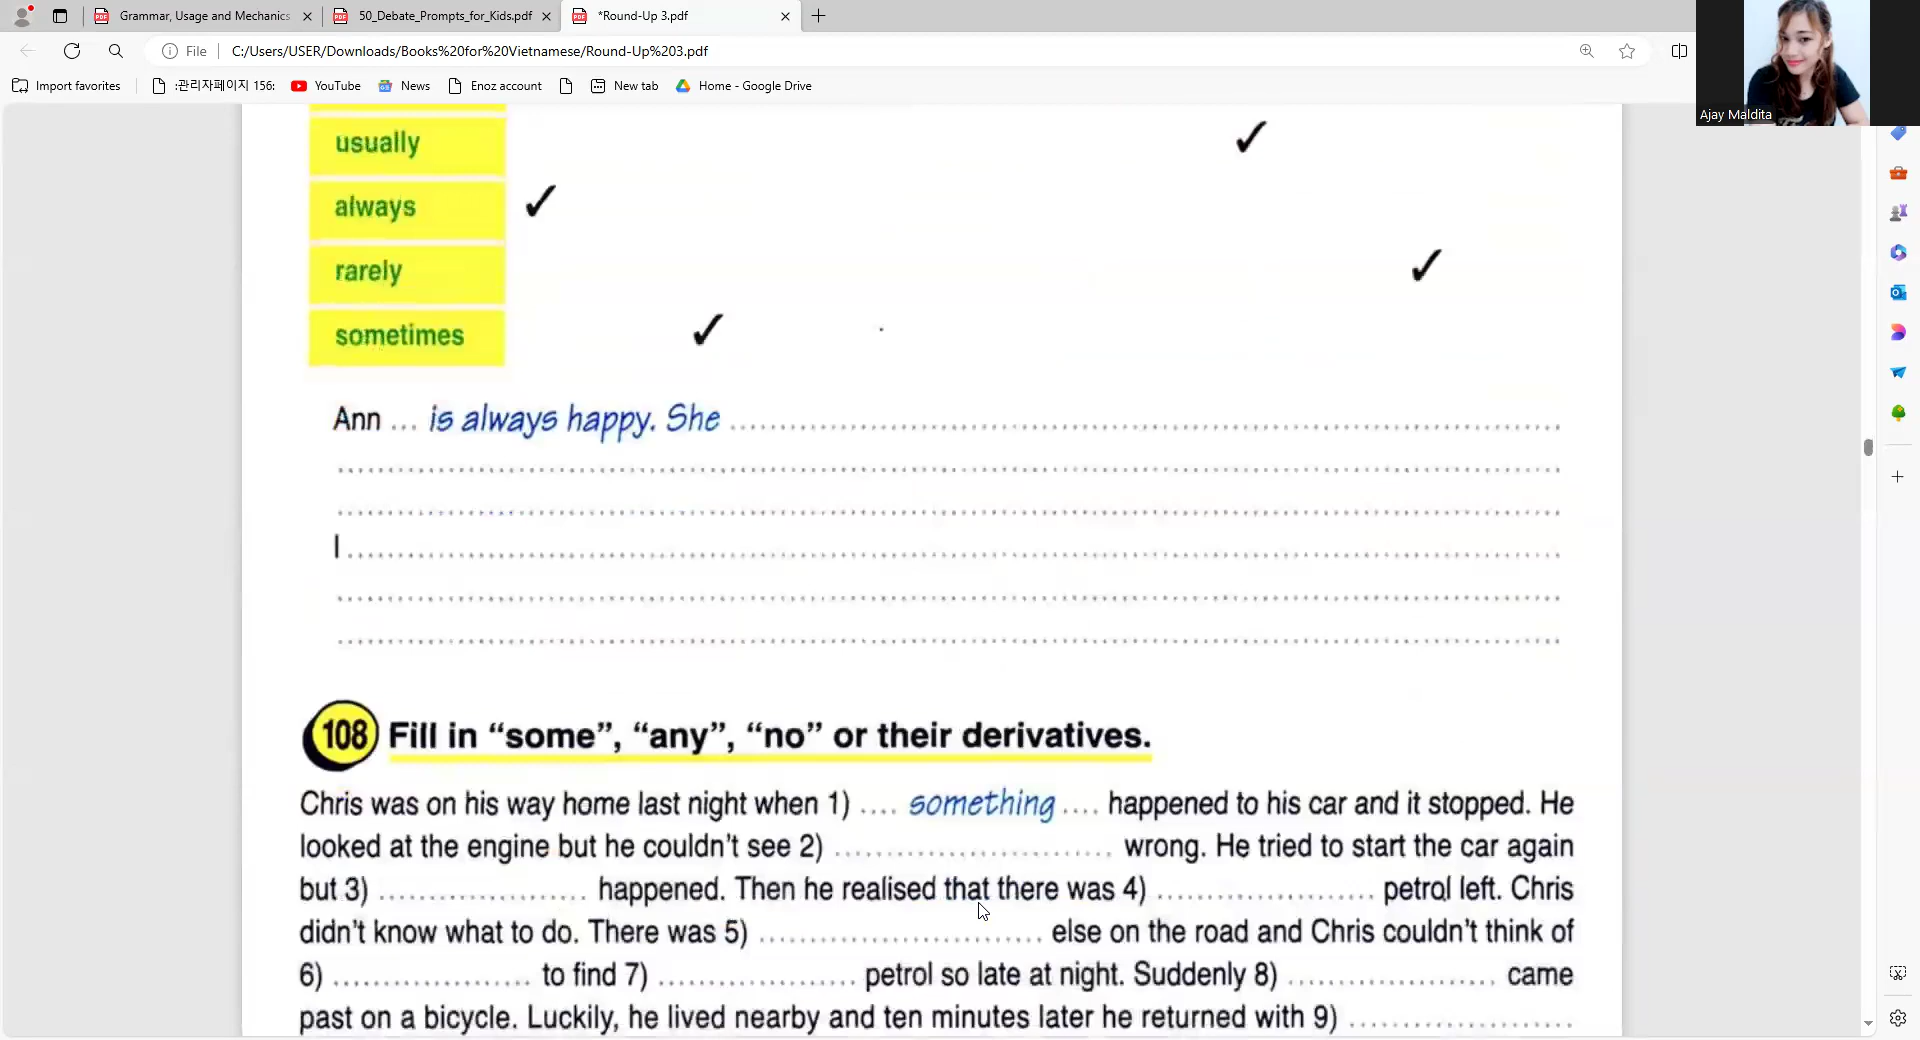 Grammar, Usage and Mechanics
50_Debate_Prompts_for_Kids.pdf
*Round-Up 3.pdf
File
C:/Users/USER/Downloads/Books%20for%20Vietnamese/Round-Up%203.pdf
Import favorites
:관리자페이지 156:
YouTube
News
Enoz account
New tab
Home - Google Drive
Ajay Maldita
usually
always
rarely
sometimes
Ann ... is always happy. She
I
108 Fill in “some”, “any”, “no” or their derivatives.
Chris was on his way home last night when 1) .... something .... happened to his car and it stopped. He
looked at the engine but he couldn't see 2) .......................... wrong. He tried to start the car again
but 3) ................... happened. Then he realised that there was 4) .................... petrol left. Chris
didn't know what to do. There was 5) .......................... else on the road and Chris couldn't think of
6) ................... to find 7) ................... petrol so late at night. Suddenly 8) ................... came
past on a bicycle. Luckily, he lived nearby and ten minutes later he returned with 9) .....................